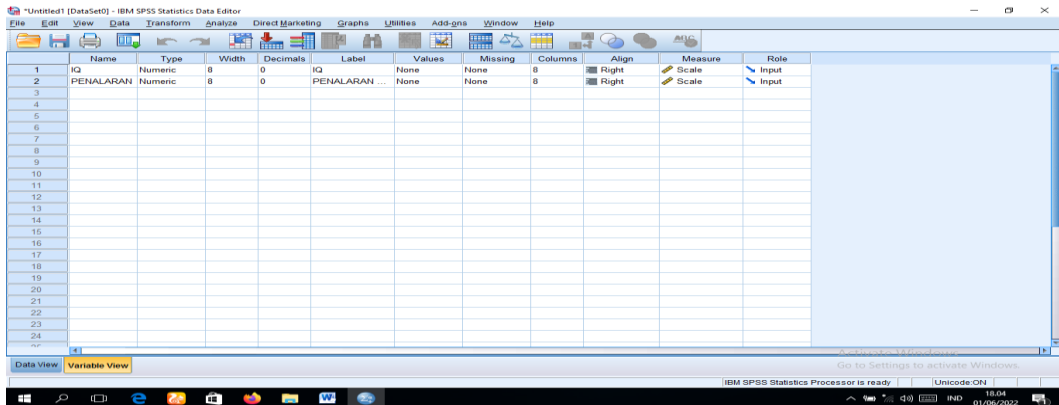 *Untitled1 [DataSet0] - IBM SPSS Statistics Data Editor
File Edit View Data Transform Analyze Direct Marketing Graphs Utilities Add-ons Window Help
Name Type Width Decimals Label Values Missing Columns Align Measure Role
1 IQ Numeric 8 0 IQ None None 8 Right Scale Input
2 PENALARAN Numeric 8 0 PENALARAN ... None None 8 Right Scale Input
3
4
5
6
7
8
9
10
11
12
13
14
15
16
17
18
19
20
21
22
23
24
Activate Windows
Data View Variable View
Go to Settings to activate Windows.
IBM SPSS Statistics Processor is ready Unicode:ON
IND 18.04
01/06/2022